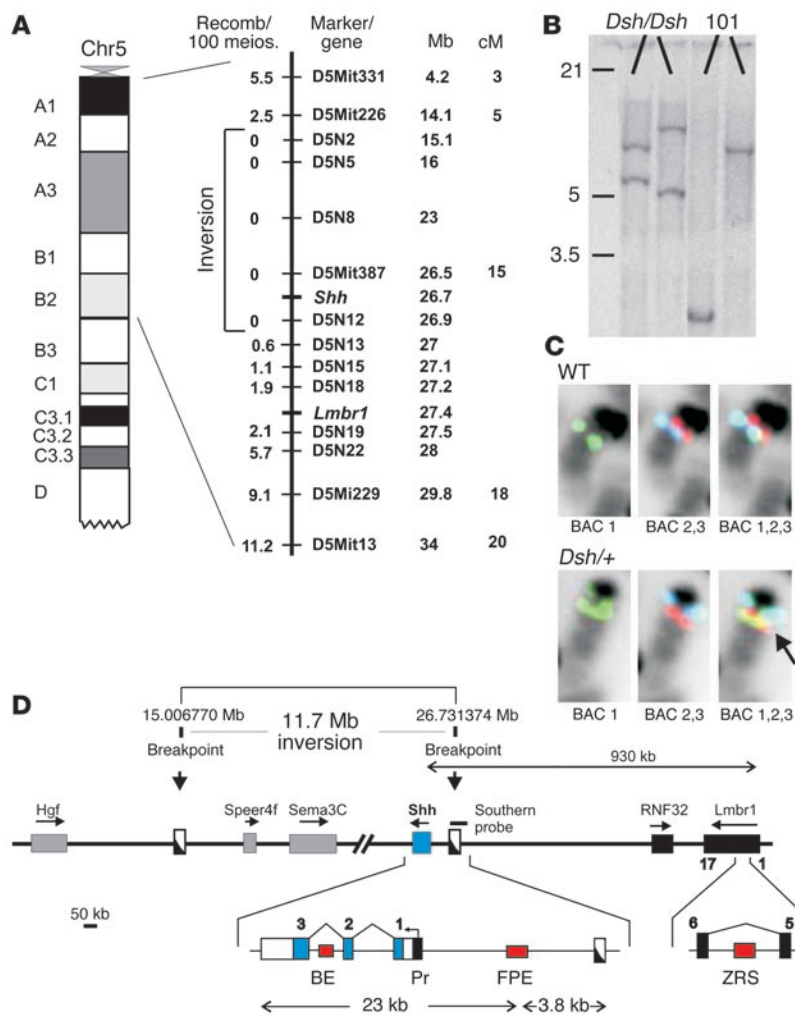 A
Chr5
A1
A2
A3
B1
B2
B3
C1
C3.1
C3.2
C3.3
D
Recomb/ Marker/
100 meios. gene Mb cM
5.5 D5Mit331 4.2 3
2.5 D5Mit226 14.1 5
0 D5N2 15.1
0 D5N5 16
0 D5N8 23
0 D5Mit387 26.5 15
Shh 26.7
0 D5N12 26.9
0.6 D5N13 27
1.1 D5N15 27.1
1.9 D5N18 27.2
Lmbr1 27.4
2.1 D5N19 27.5
5.7 D5N22 28
9.1 D5Mi229 29.8 18
11.2 D5Mit13 34 20
Inversion
B
Dsh/Dsh 101
21
5
3.5
C
WT
BAC 1 BAC 2,3 BAC 1,2,3
Dsh/+
BAC 1 BAC 2,3 BAC 1,2,3
D
15.006770 Mb 11.7 Mb 26.731374 Mb
Breakpoint inversion Breakpoint
930 kb
Hgf Speer4f Sema3C Shh Southern probe RNF32 Lmbr1
17 1
50 kb
3 2 1
6 5
BE Pr FPE ZRS
23 kb 3.8 kb